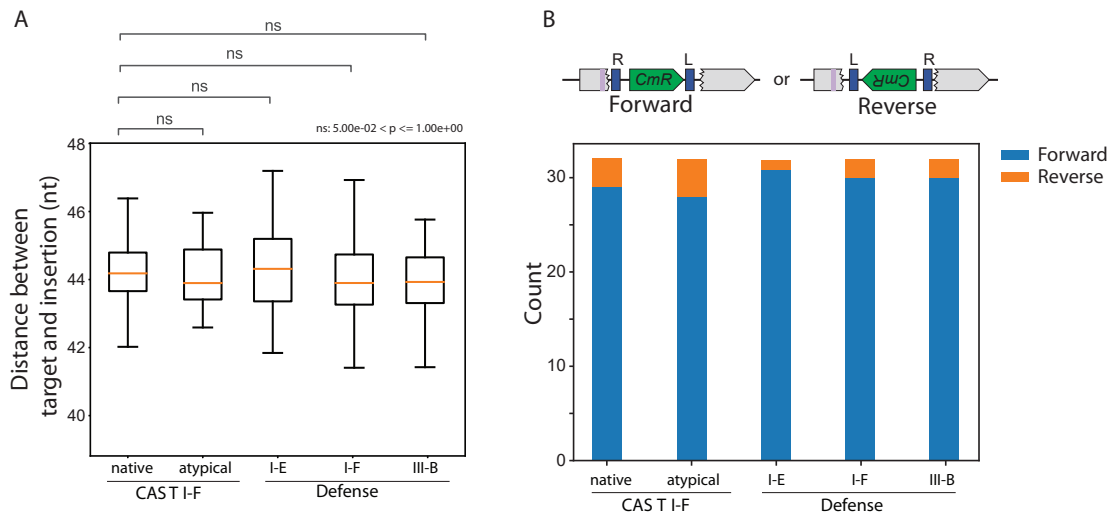 A
ns
ns
ns
ns
ns: 5.00e-02 < p <= 1.00e+00
Distance between
target and insertion (nt)
48
46
44
42
40
native atypical I-E I-F III-B
CAS T I-F Defense
B
R L L R
CmR or CmR
Forward Reverse
Forward
Reverse
Count
30
20
10
0
native atypical I-E I-F III-B
CAS T I-F Defense